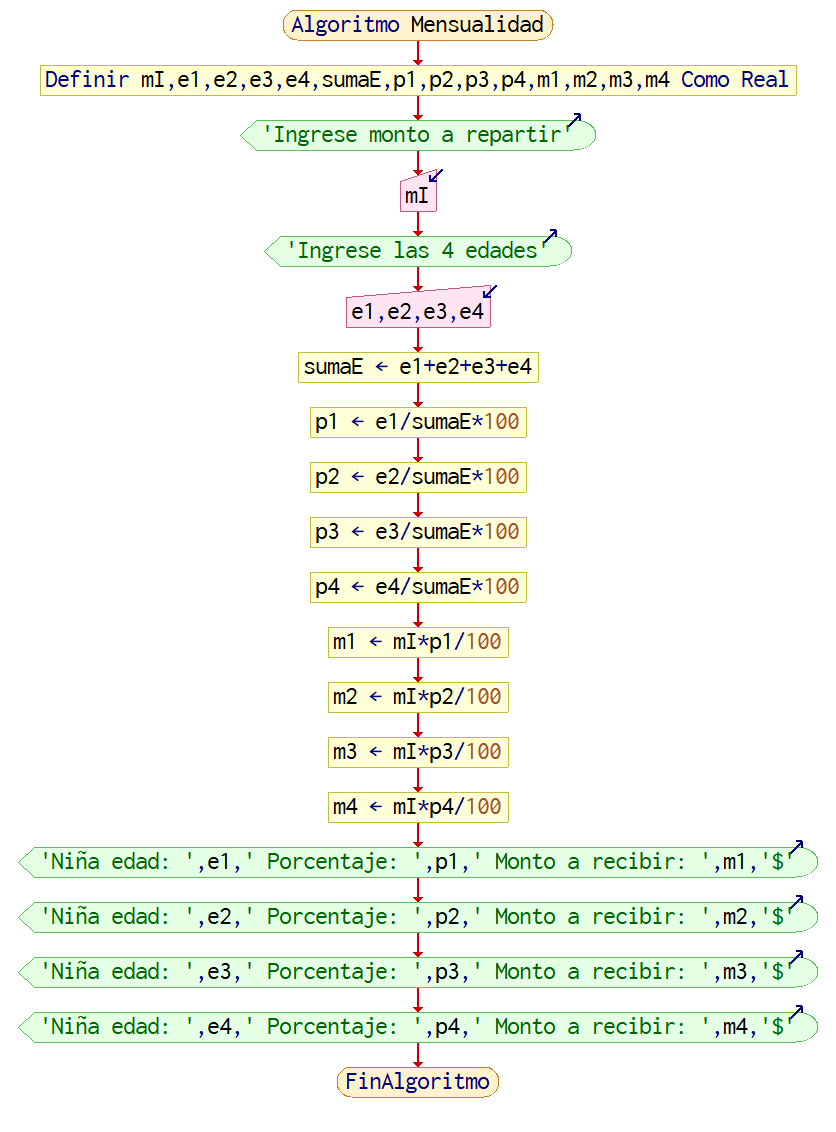 Algoritmo Mensualidad
Definir mI,e1,e2,e3,e4,sumaE,p1,p2,p3,p4,m1,m2,m3,m4 Como Real
'Ingrese monto a repartir'
mI
'Ingrese las 4 edades'
e1,e2,e3,e4
sumaE ← e1+e2+e3+e4
p1 ← e1/sumaE*100
p2 ← e2/sumaE*100
p3 ← e3/sumaE*100
p4 ← e4/sumaE*100
m1 ← mI*p1/100
m2 ← mI*p2/100
m3 ← mI*p3/100
m4 ← mI*p4/100
'Niña edad: ',e1,' Porcentaje: ',p1,' Monto a recibir: ',m1,'$'
'Niña edad: ',e2,' Porcentaje: ',p2,' Monto a recibir: ',m2,'$'
'Niña edad: ',e3,' Porcentaje: ',p3,' Monto a recibir: ',m3,'$'
'Niña edad: ',e4,' Porcentaje: ',p4,' Monto a recibir: ',m4,'$'
FinAlgoritmo